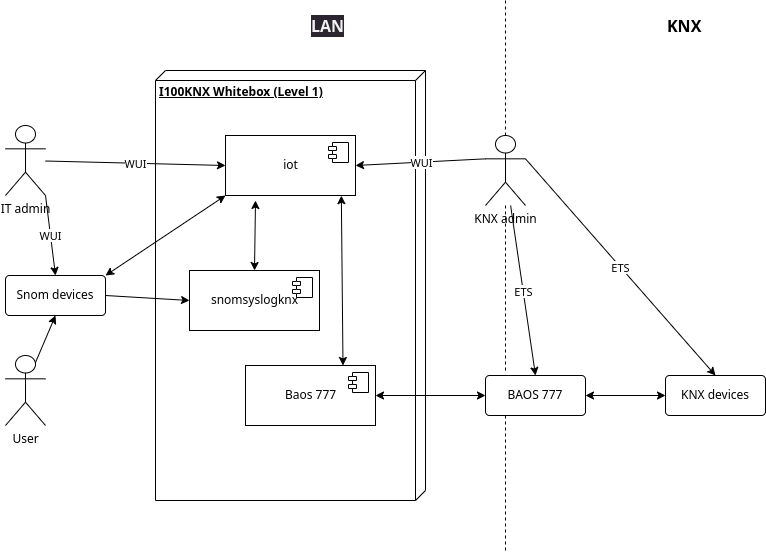 LAN
KNX
I100KNX Whitebox (Level 1)
iot
WUI
WUI
IT admin
KNX admin
WUI
ETS
ETS
Snom devices
snomsyslogknx
Baos 777
BAOS 777
KNX devices
User